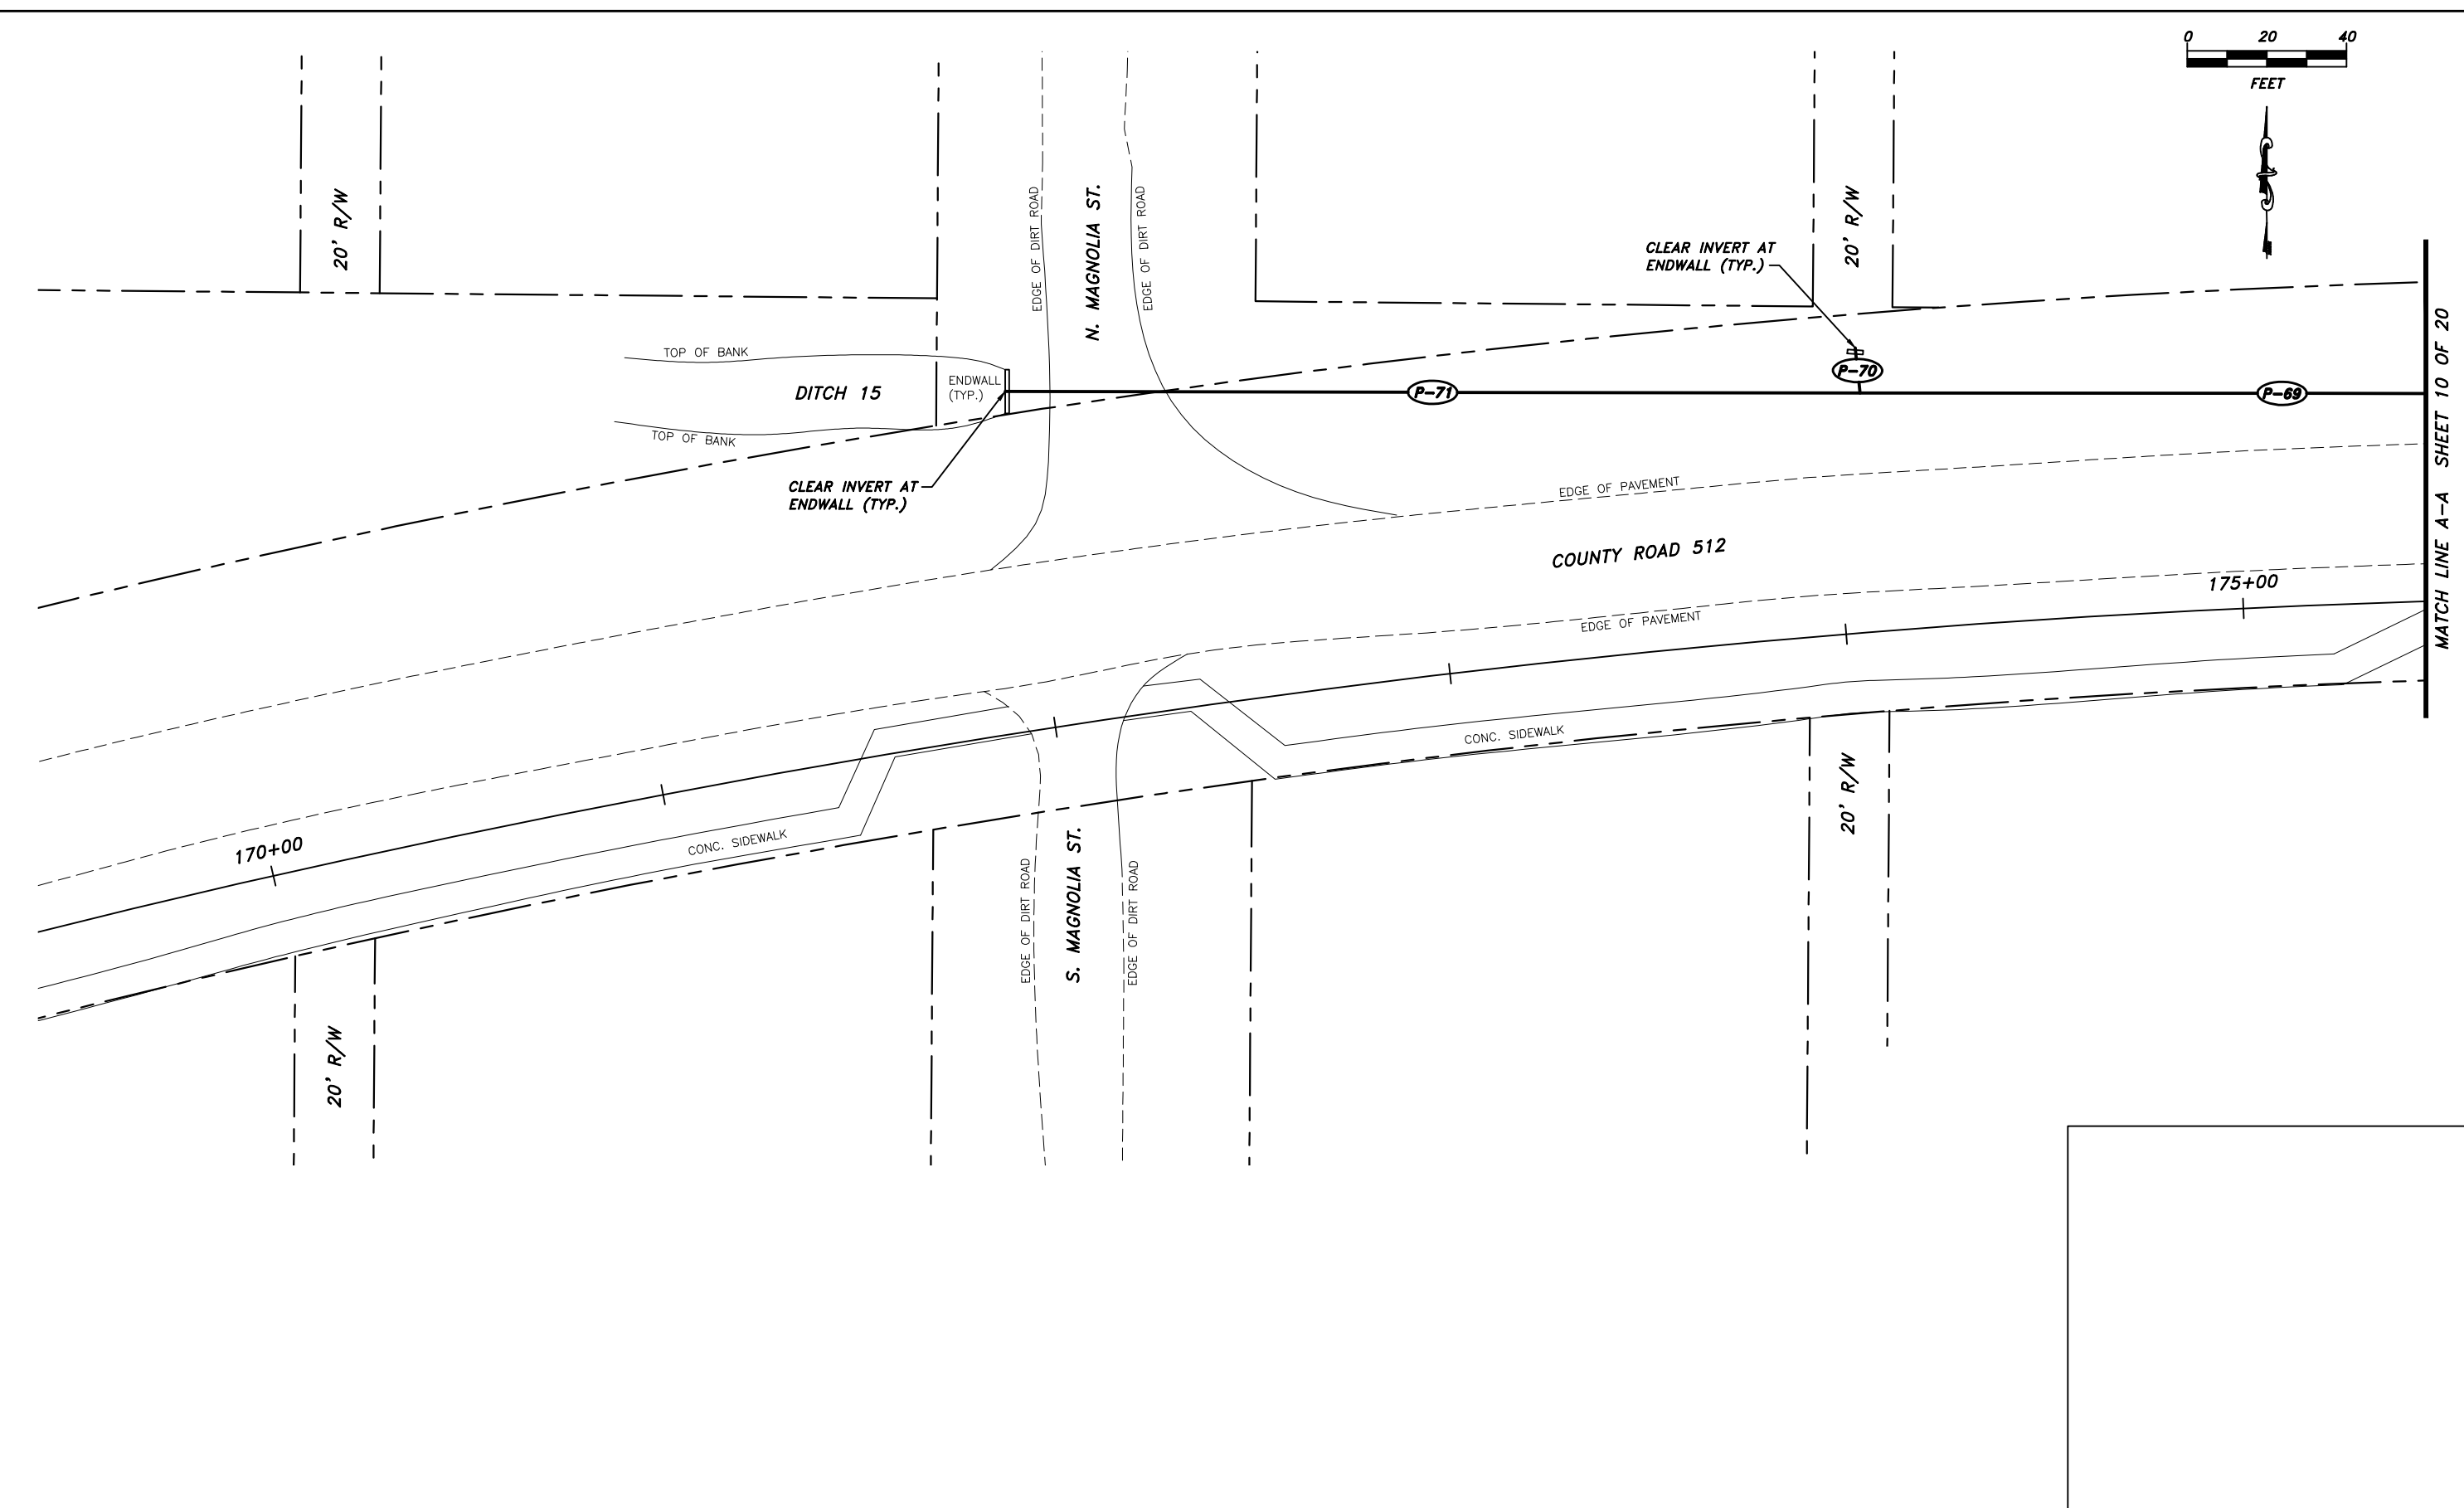 0 20 40
FEET
20' R/W
N. MAGNOLIA ST.
EDGE OF DIRT ROAD
EDGE OF DIRT ROAD
CLEAR INVERT AT
ENDWALL (TYP.)
20' R/W
TOP OF BANK
DITCH 15
ENDWALL
(TYP.)
P-71
P-70
P-69
TOP OF BANK
CLEAR INVERT AT
ENDWALL (TYP.)
EDGE OF PAVEMENT
COUNTY ROAD 512
175+00
EDGE OF PAVEMENT
MATCH LINE A-A SHEET 10 OF 20
CONC. SIDEWALK
20' R/W
170+00
CONC. SIDEWALK
EDGE OF DIRT ROAD
S. MAGNOLIA ST.
EDGE OF DIRT ROAD
20' R/W